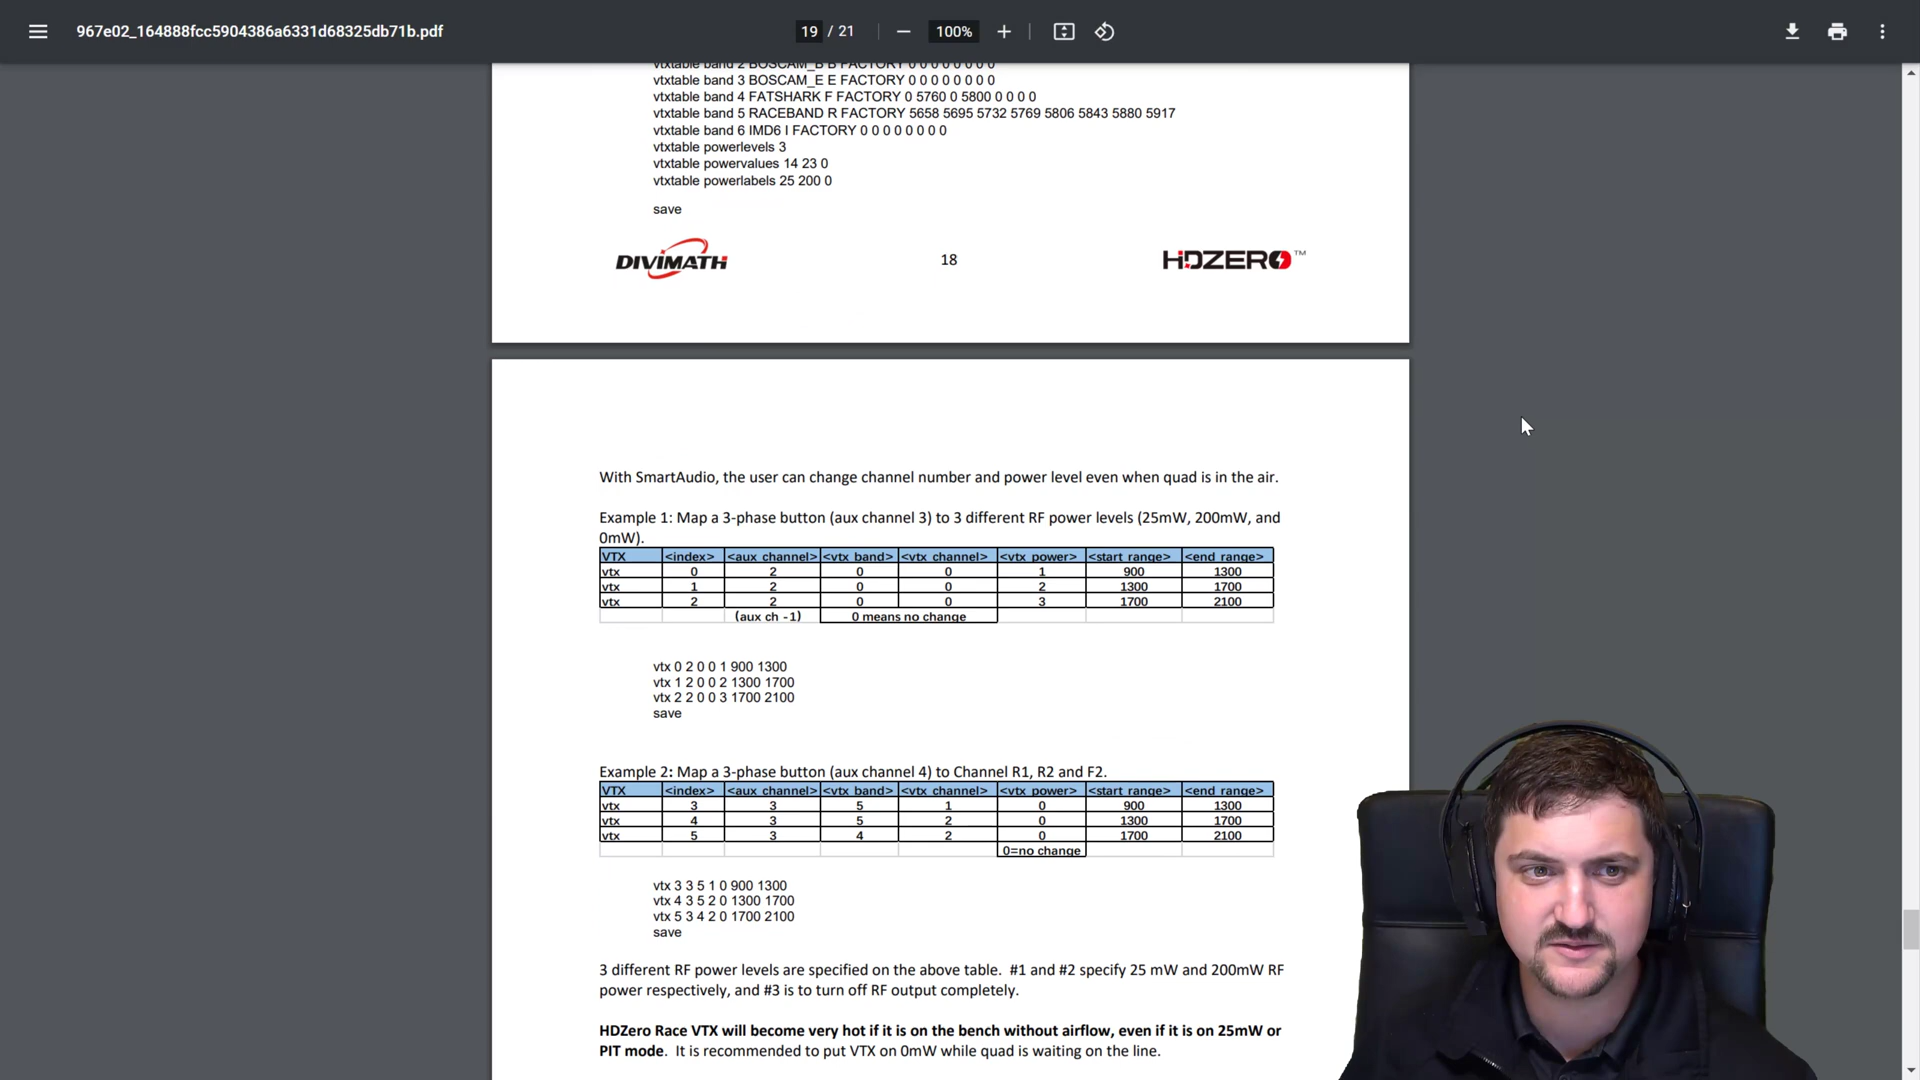 967e02_164888fcc5904386a6331d68325db71b.pdf
19 / 21
100%
vtxtable band 2 BOSCAM_B B FACTORY 0 0 0 0 0 0 0 0
vtxtable band 3 BOSCAM_E E FACTORY 0 0 0 0 0 0 0 0
vtxtable band 4 FATSHARK F FACTORY 0 5760 0 5800 0 0 0 0
vtxtable band 5 RACEBAND R FACTORY 5658 5695 5732 5769 5806 5843 5880 5917
vtxtable band 6 IMD6 I FACTORY 0 0 0 0 0 0 0 0
vtxtable powerlevels 3
vtxtable powervalues 14 23 0
vtxtable powerlabels 25 200 0
save
DIVIMATH 18 HDZERO™
With SmartAudio, the user can change channel number and power level even when quad is in the air.
Example 1: Map a 3-phase button (aux channel 3) to 3 different RF power levels (25mW, 200mW, and
0mW).
VTX <index> <aux channel> <vtx band> <vtx channel> <vtx power> <start range> <end range>
vtx 0 2 0 0 1 900 1300
vtx 1 2 0 0 2 1300 1700
vtx 2 2 0 0 3 1700 2100
(aux ch -1) 0 means no change
vtx 0 2 0 0 1 900 1300
vtx 1 2 0 0 2 1300 1700
vtx 2 2 0 0 3 1700 2100
save
Example 2: Map a 3-phase button (aux channel 4) to Channel R1, R2 and F2.
VTX <index> <aux channel> <vtx band> <vtx channel> <vtx power> <start range> <end range>
vtx 3 3 5 1 0 900 1300
vtx 4 3 5 2 0 1300 1700
vtx 5 3 4 2 0 1700 2100
0=no change
vtx 3 3 5 1 0 900 1300
vtx 4 3 5 2 0 1300 1700
vtx 5 3 4 2 0 1700 2100
save
3 different RF power levels are specified on the above table. #1 and #2 specify 25 mW and 200mW RF
power respectively, and #3 is to turn off RF output completely.
HDZero Race VTX will become very hot if it is on the bench without airflow, even if it is on 25mW or
PIT mode. It is recommended to put VTX on 0mW while quad is waiting on the line.